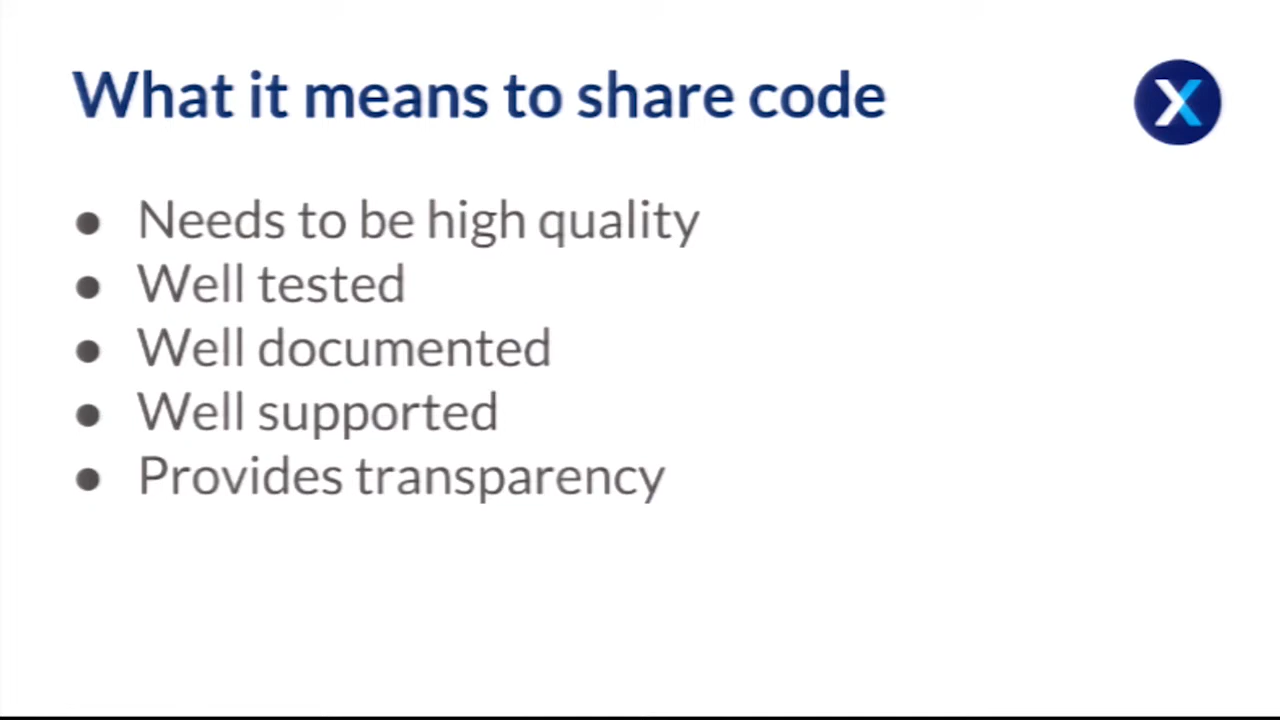 What it means to share code
X
● Needs to be high quality
● Well tested
● Well documented
● Well supported
● Provides transparency